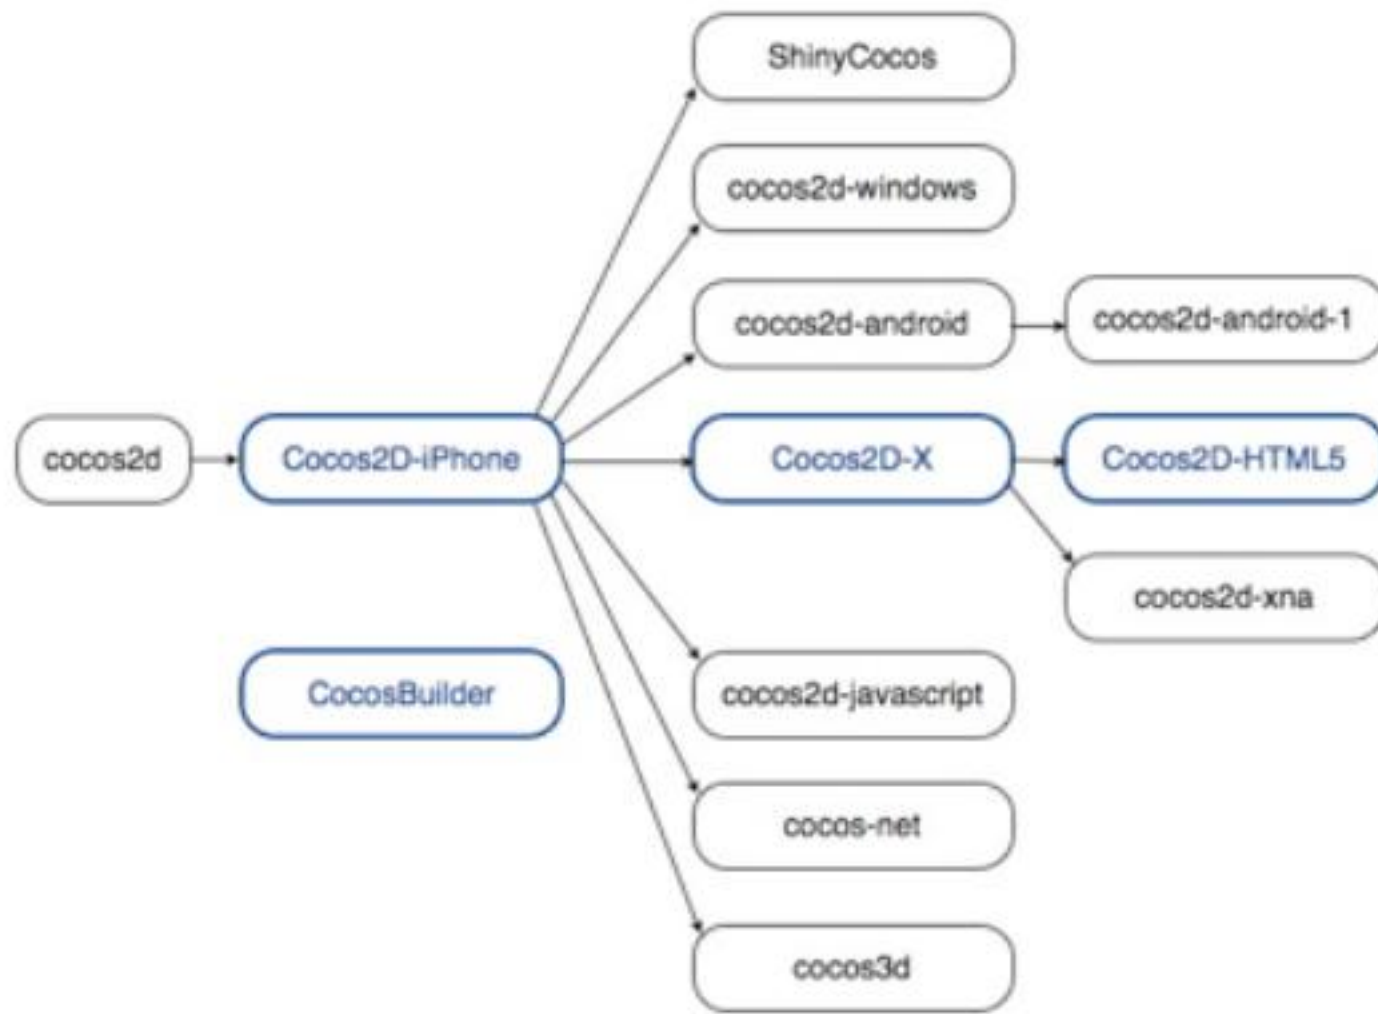 ShinyCocos
cocos2d-windows
cocos2d-android
cocos2d-android-1
cocos2d
Cocos2D-iPhone
Cocos2D-X
Cocos2D-HTML5
cocos2d-xna
CocosBuilder
cocos2d-javascript
cocos-net
cocos3d